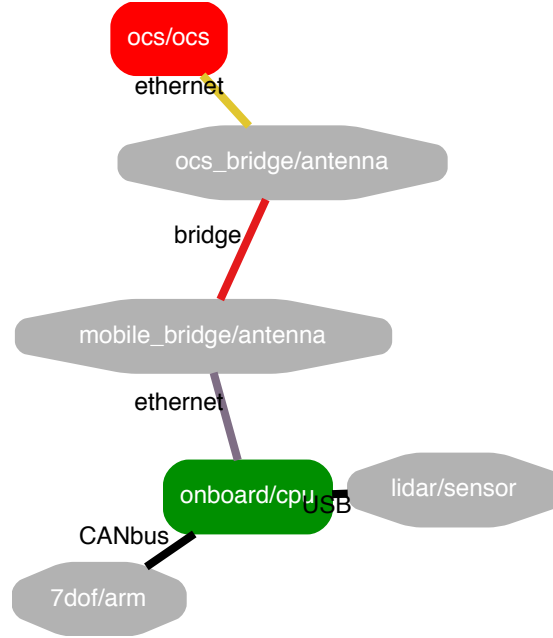 ocs/ocs
ethernet
ocs_bridge/antenna
bridge
mobile_bridge/antenna
ethernet
onboard/cpu
USB
lidar/sensor
CANbus
7dof/arm